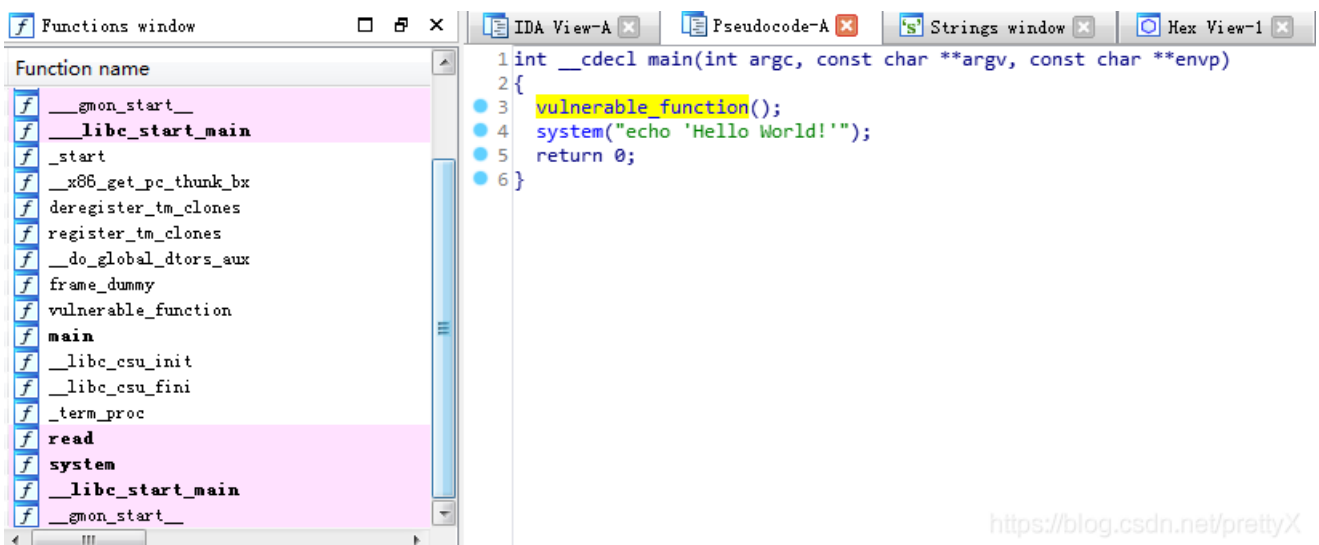 Functions window
Function name
___gmon_start__
___libc_start_main
_start
__x86_get_pc_thunk_bx
deregister_tm_clones
register_tm_clones
__do_global_dtors_aux
frame_dummy
vulnerable_function
main
__libc_csu_init
__libc_csu_fini
_term_proc
read
system
__libc_start_main
__gmon_start__
IDA View-A Pseudocode-A Strings window Hex View-1
1 int __cdecl main(int argc, const char **argv, const char **envp)
2 {
3 vulnerable_function();
4 system("echo 'Hello World!'");
5 return 0;
6 }
https://blog.csdn.net/prettyX